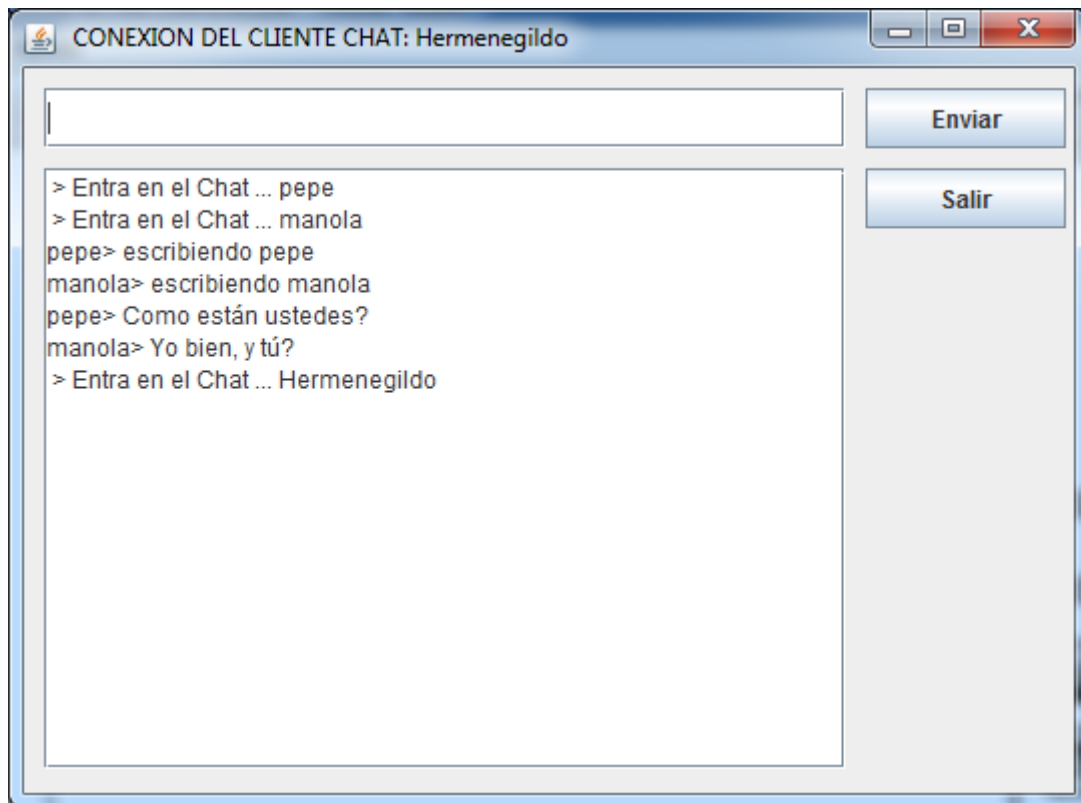 CONEXION DEL CLIENTE CHAT: Hermenegildo
Enviar
> Entra en el Chat ... pepe
> Entra en el Chat ... manola
pepe> escribiendo pepe
manola> escribiendo manola
pepe> Como están ustedes?
manola> Yo bien, y tú?
> Entra en el Chat ... Hermenegildo
Salir